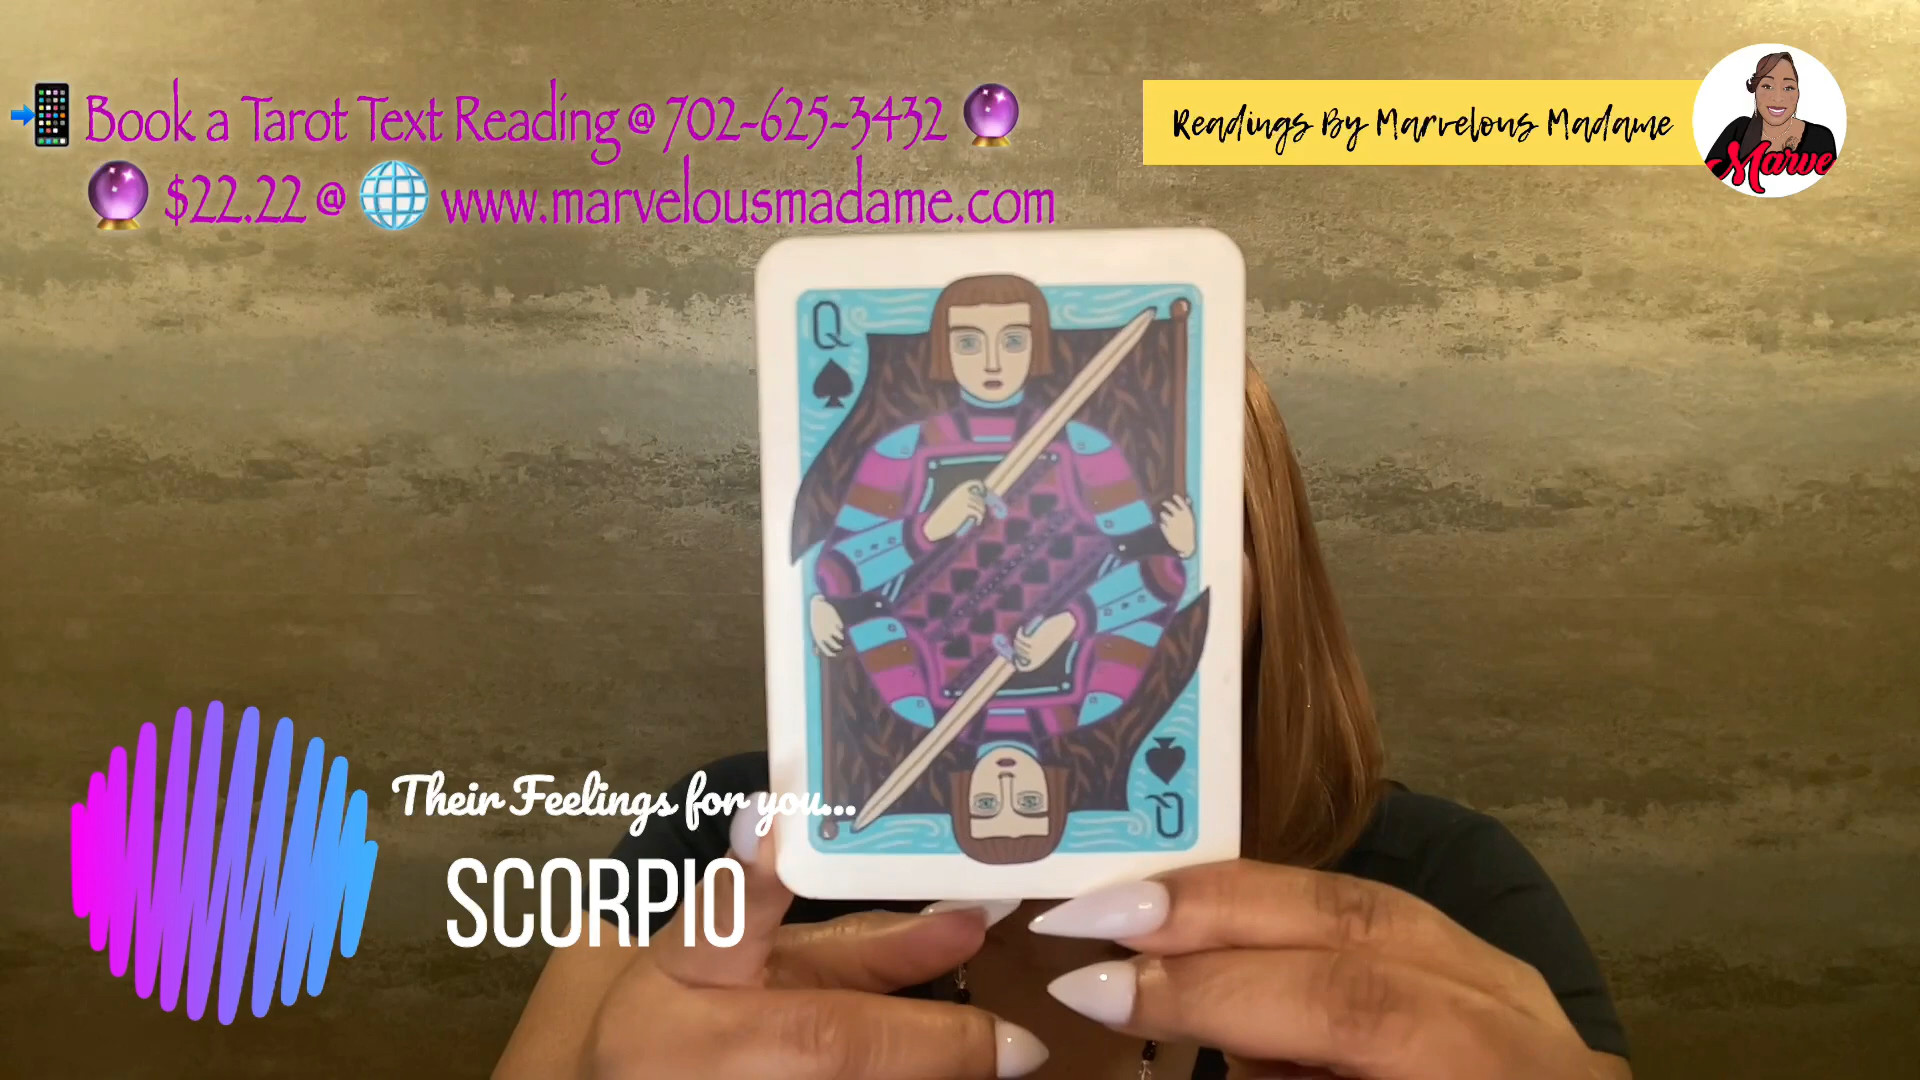 Book a Tarot Text Reading @ 702-625-3432
$22.22 @ www.marvelousmadame.com
Readings By Marvelous Madame
Marve
Q
Their Feelings for you...
SCORPIO
Q